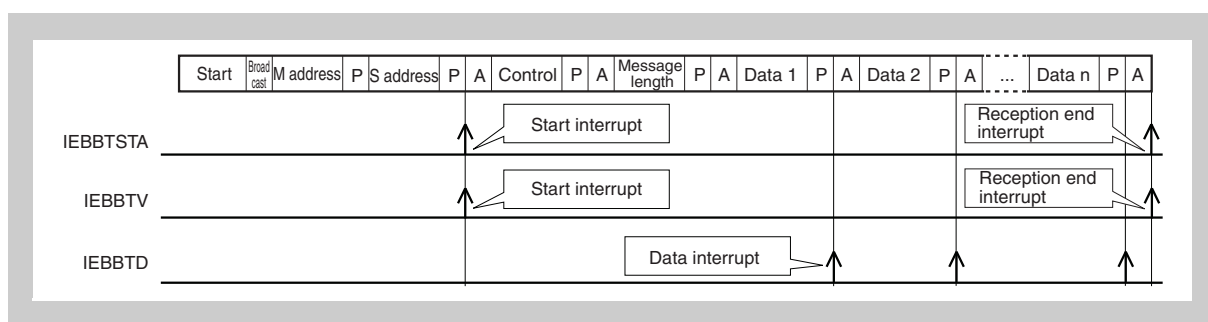 Start Broad cast M address P S address P A Control P A Message length P A Data 1 P A Data 2 P A ... Data n P A
IEBBTSTA
Start interrupt
Reception end
interrupt
IEBBTV
Start interrupt
Reception end
interrupt
IEBBTD
Data interrupt